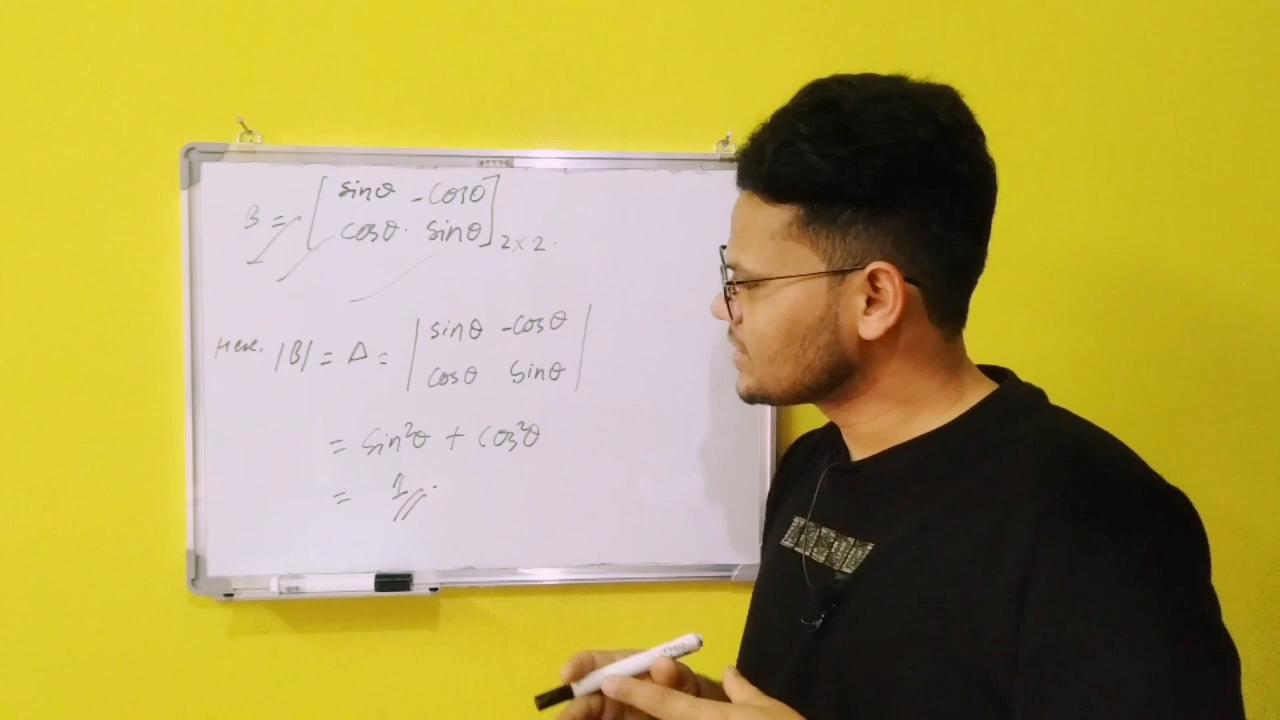 B = [ sinθ -cosθ
cosθ. sinθ ] 2×2.
Here. |B| = Δ = | sinθ -cosθ
cosθ sinθ |
= sin²θ + cos²θ
= 1